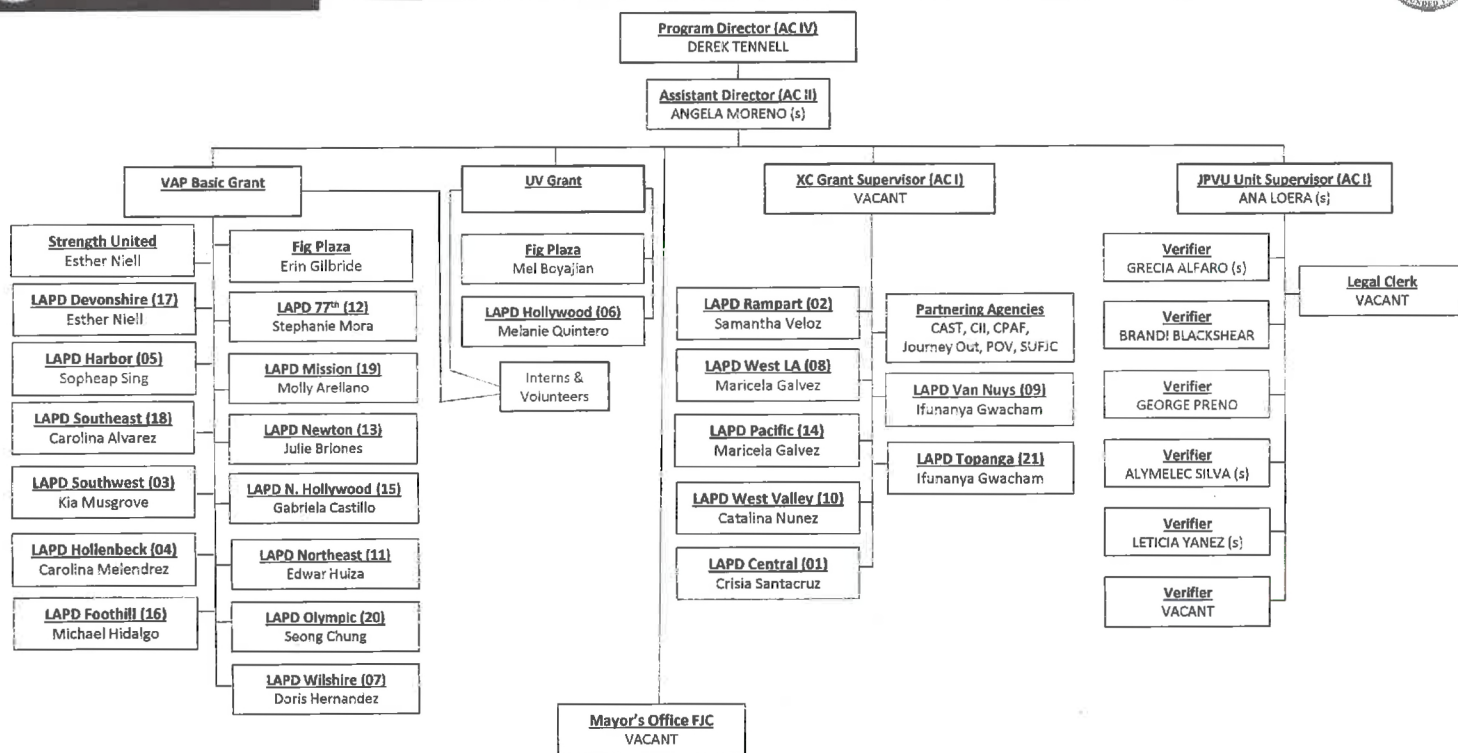 Program Director (AC IV)
DEREK TENNELL
Assistant Director (AC II)
ANGELA MORENO (s)
VAP Basic Grant
UV Grant
XC Grant Supervisor (AC I)
VACANT
JPVU Unit Supervisor (AC I)
ANA LOERA (s)
Strength United
Esther Niell
LAPD Devonshire (17)
Esther Niell
LAPD Harbor (05)
Sopheap Sing
LAPD Southeast (18)
Carolina Alvarez
LAPD Southwest (03)
Kia Musgrove
LAPD Hollenbeck (04)
Carolina Melendrez
LAPD Foothill (16)
Michael Hidalgo
Fig Plaza
Erin Gilbride
LAPD 77th (12)
Stephanie Mora
LAPD Mission (19)
Molly Arellano
LAPD Newton (13)
Julie Briones
LAPD N. Hollywood (15)
Gabriela Castillo
LAPD Northeast (11)
Edwar Huiza
LAPD Olympic (20)
Seong Chung
LAPD Wilshire (07)
Doris Hernandez
Fig Plaza
Mel Boyajian
LAPD Hollywood (06)
Melanie Quintero
Interns &
Volunteers
LAPD Rampart (02)
Samantha Veloz
LAPD West LA (08)
Maricela Galvez
LAPD Pacific (14)
Maricela Galvez
LAPD West Valley (10)
Catalina Nunez
LAPD Central (01)
Crisia Santacruz
Partnering Agencies
CAST, CII, CPAF,
Journey Out, POV, SUFJC
LAPD Van Nuys (09)
Ifunanya Gwacham
LAPD Topanga (21)
Ifunanya Gwacham
Verifier
GRECIA ALFARO (s)
Verifier
BRANDI BLACKSHEAR
Verifier
GEORGE PRENO
Verifier
ALYMELEC SILVA (s)
Verifier
LETICIA YANEZ (s)
Verifier
VACANT
Legal Clerk
VACANT
Mayor's Office FJC
VACANT